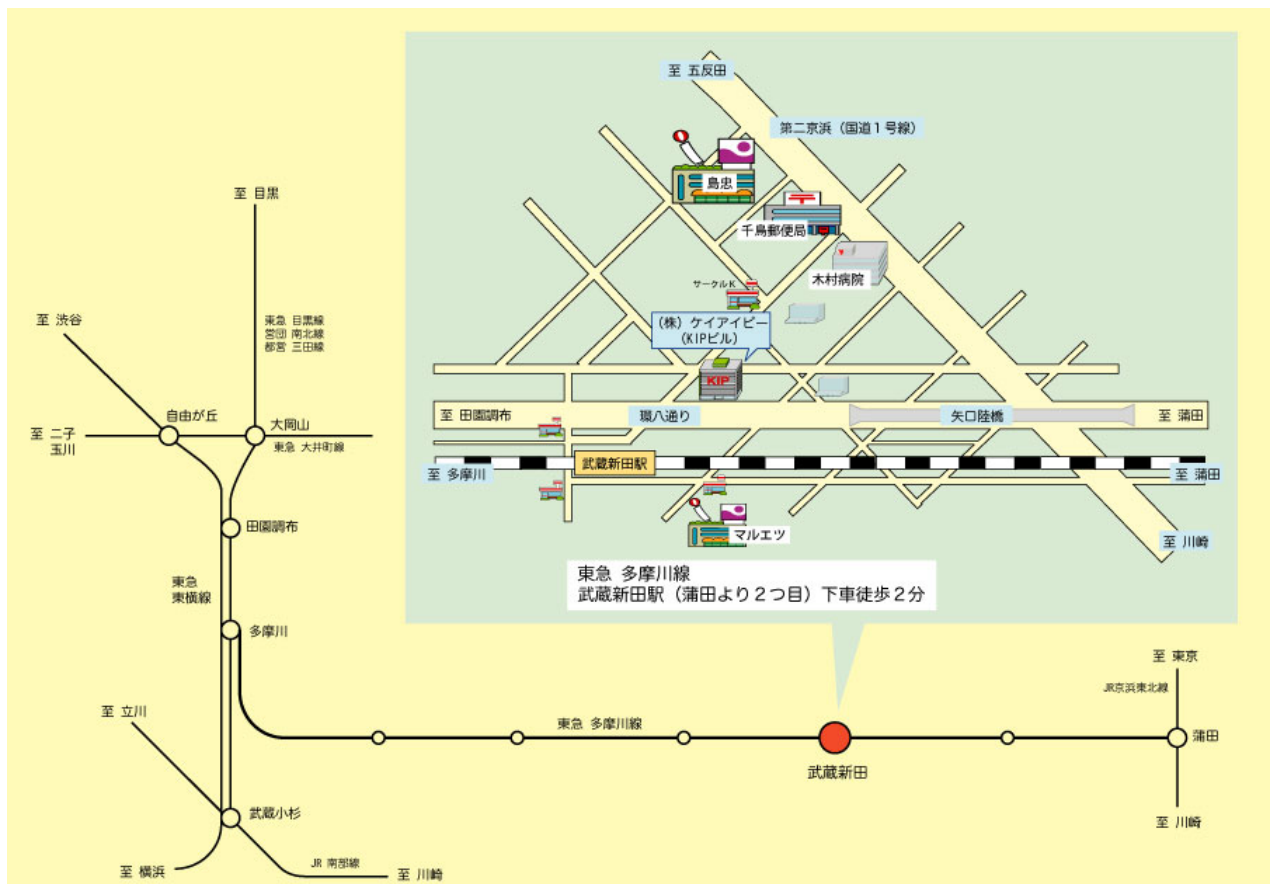 至 五反田
第二京浜（国道１号線）
島忠
千鳥郵便局
木村病院
サークルK
（株）ケイアイピー
（KIPビル）
KIP
至 田園調布
環八通り
矢口陸橋
至 蒲田
武蔵新田駅
至 多摩川
至 蒲田
マルエツ
至 川崎
東急 多摩川線
武蔵新田駅（蒲田より２つ目）下車徒歩２分
至 目黒
至 渋谷
東急 目黒線
営団 南北線
都営 三田線
自由が丘
大岡山
至 二子
玉川
東急 大井町線
田園調布
東急
東横線
多摩川
至 東京
JR京浜東北線
至 立川
東急 多摩川線
蒲田
武蔵新田
武蔵小杉
至 川崎
JR 南部線
至 横浜
至 川崎